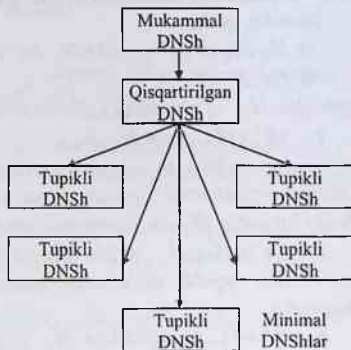 Mukammal
DNSh
Qisqartirilgan
DNSh
Tupikli
DNSh
Tupikli
DNSh
Tupikli
DNSh
Tupikli
DNSh
Tupikli
DNSh
Minimal
DNShlar